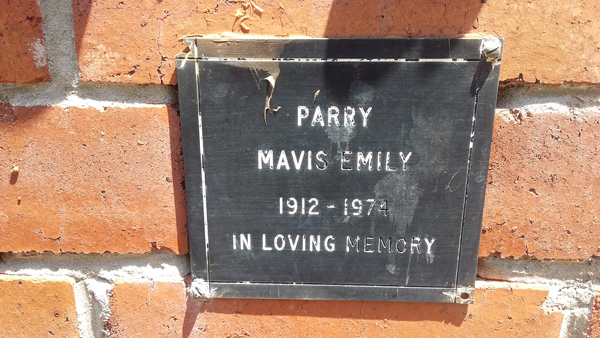 PARRY
MAVIS EMILY
1912 - 1974
IN LOVING MEMORY